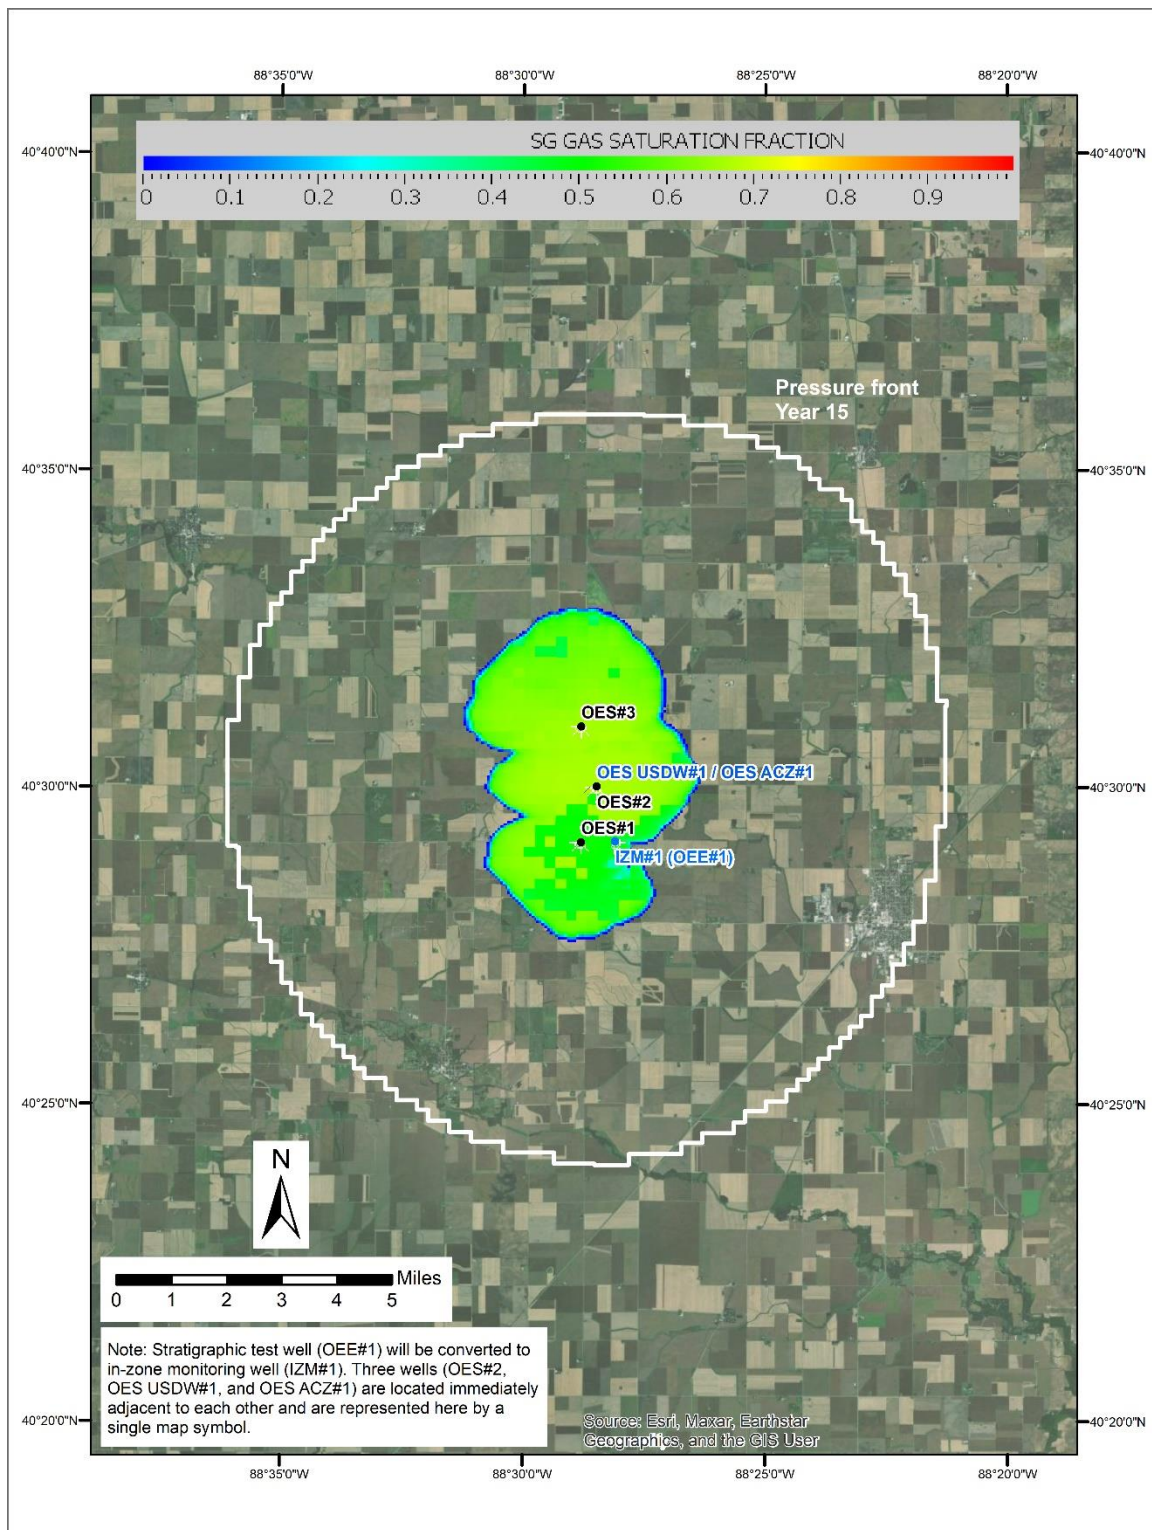 88°35'0"W 88°30'0"W 88°25'0"W 88°20'0"W
40°40'0"N 40°40'0"N
SG GAS SATURATION FRACTION
0 0.1 0.2 0.3 0.4 0.5 0.6 0.7 0.8 0.9
Pressure front
Year 15
40°35'0"N 40°35'0"N
OES#3
OES USDW#1 / OES ACZ#1
40°30'0"N 40°30'0"N
OES#2
OES#1
IZM#1 (OEE#1)
40°25'0"N 40°25'0"N
N
Miles
0 1 2 3 4 5
Note: Stratigraphic test well (OEE#1) will be converted to
in-zone monitoring well (IZM#1). Three wells (OES#2,
OES USDW#1, and OES ACZ#1) are located immediately
adjacent to each other and are represented here by a
single map symbol.
40°20'0"N 40°20'0"N
Source: Esri, Maxar, Earthstar
Geographics, and the GIS User
88°35'0"W 88°30'0"W 88°25'0"W 88°20'0"W